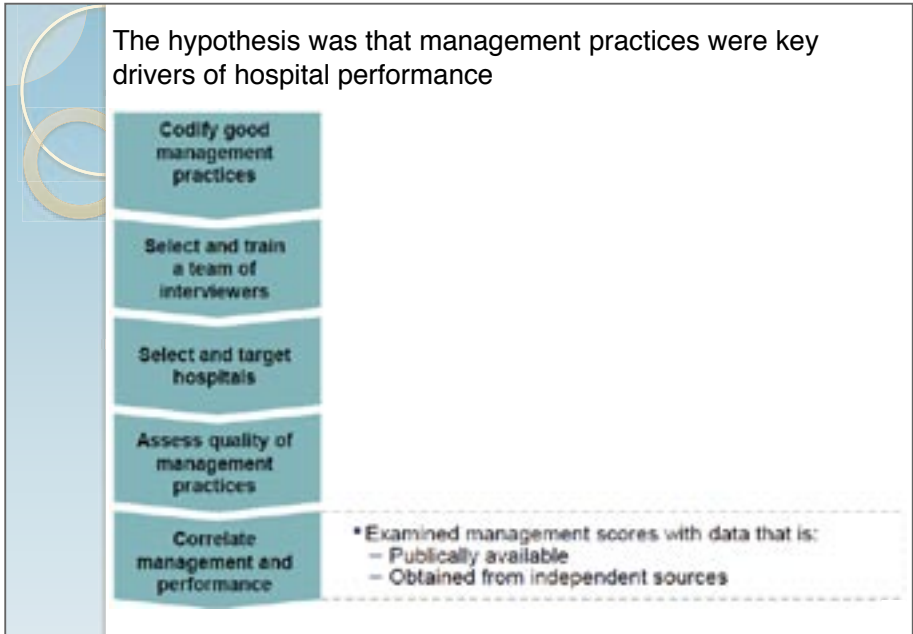 The hypothesis was that management practices were key
drivers of hospital performance
Codify good
management
practices
Select and train
a team of
interviewers
Select and target
hospitals
Assess quality of
management
practices
Correlate
management and
performance
• Examined management scores with data that is:
– Publically available
– Obtained from independent sources